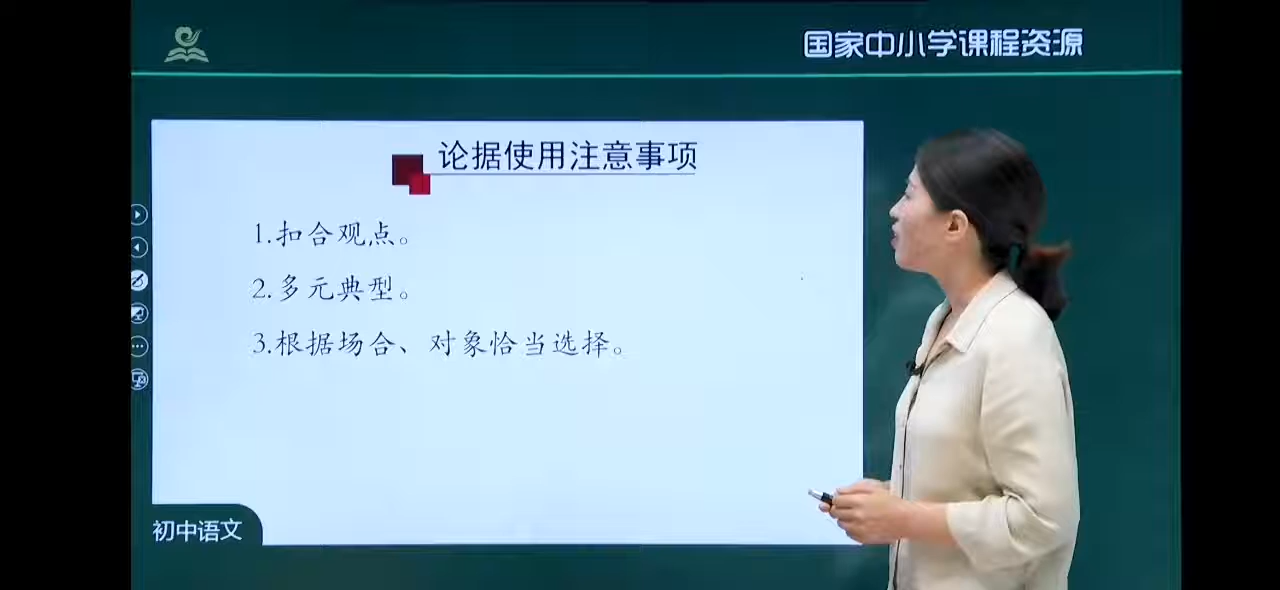 国家中小学课程资源
论据使用注意事项
1.扣合观点。
2.多元典型。
3.根据场合、对象恰当选择。
初中语文